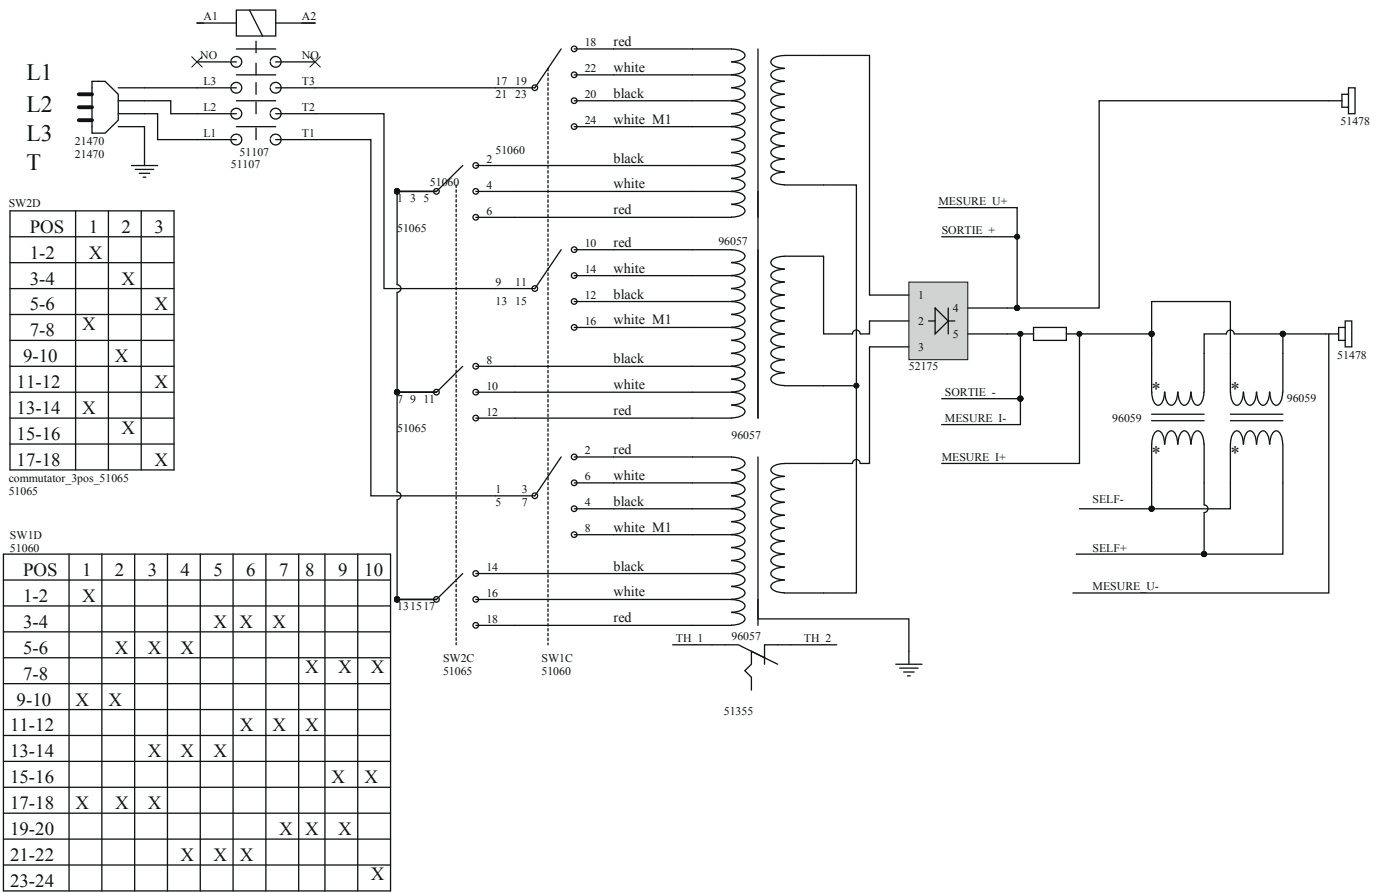 A1 A2
NO NO
L1
L3 T3
L2
L2 T2
L3
L1 T1
T
21470
21470
51107
51107
17 19
21 23
18 red
22 white
20 black
24 white M1
51060
2 black
51060
4 white
1 3 5
6 red
51065
96057
9 11
13 15
10 red
14 white
12 black
16 white M1
8 black
10 white
7 9 11
12 red
51065
96057
1 3
5 7
2 red
6 white
4 black
8 white M1
14 black
16 white
13 15 17
18 red
TH 1 96057 TH 2
51355
SW2C
51065
SW1C
51060
51478
MESURE U+
SORTIE +
1
2
3
4
5
52175
51478
SORTIE -
MESURE I-
MESURE I+
* *
96059 96059
* *
SELF-
SELF+
MESURE U-
SW2D
POS 1 2 3
1-2 X
3-4 X
5-6 X
7-8 X
9-10 X
11-12 X
13-14 X
15-16 X
17-18 X
commutator_3pos_51065
51065
SW1D
51060
POS 1 2 3 4 5 6 7 8 9 10
1-2 X
3-4 X X X
5-6 X X X
7-8 X X X
9-10 X X
11-12 X X X
13-14 X X X
15-16 X X
17-18 X X X
19-20 X X X
21-22 X X X
23-24 X